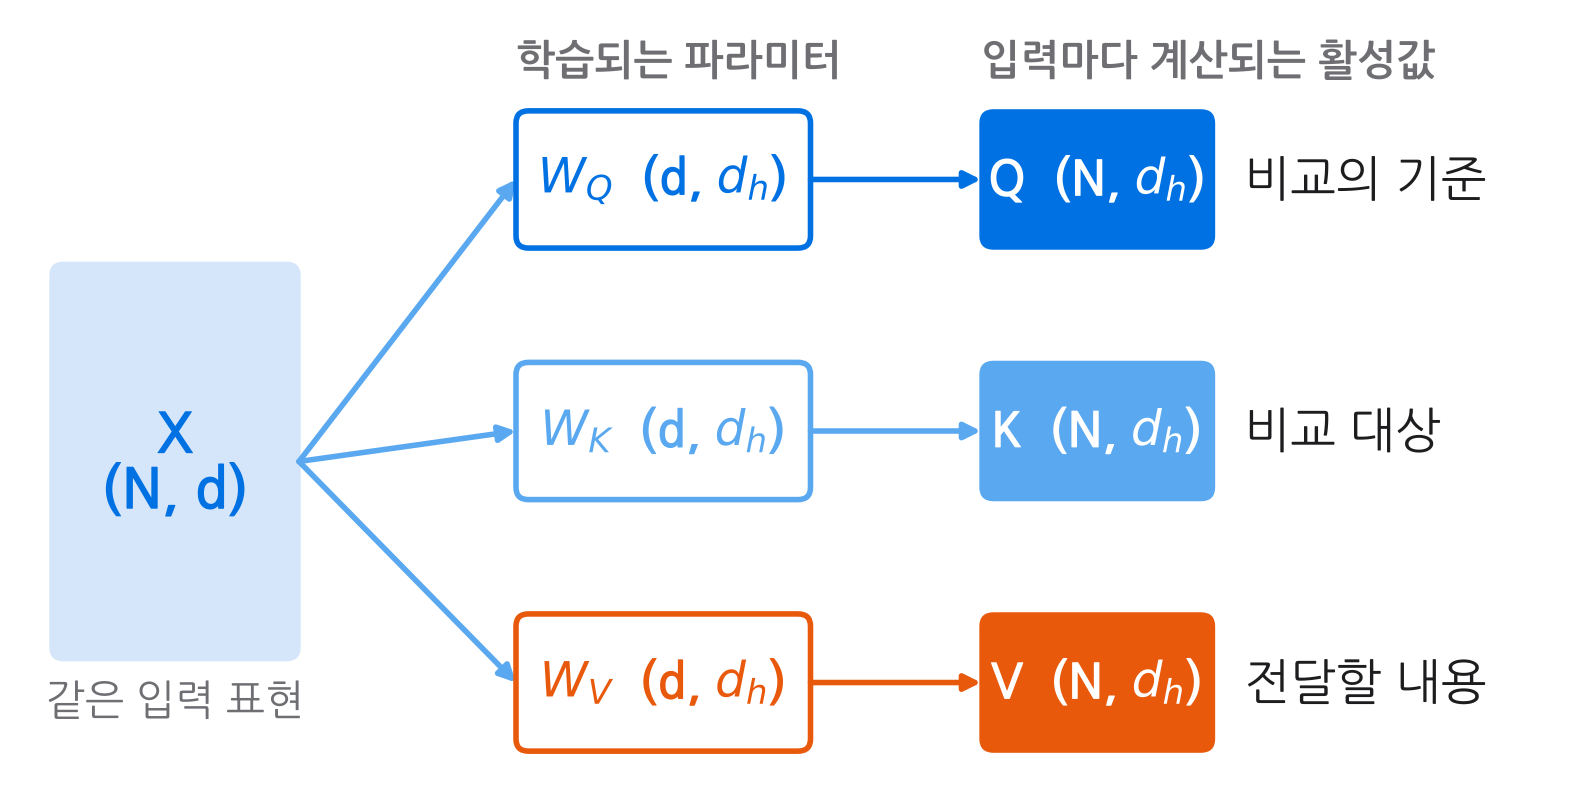 학습되는 파라미터
입력마다 계산되는 활성값
W_Q (d, d_h)
Q (N, d_h)
비교의 기준
X
(N, d)
같은 입력 표현
W_K (d, d_h)
K (N, d_h)
비교 대상
W_V (d, d_h)
V (N, d_h)
전달할 내용